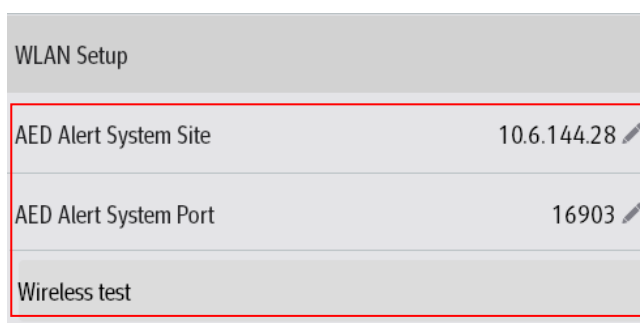 WLAN Setup
AED Alert System Site 10.6.144.28
AED Alert System Port 16903
Wireless test